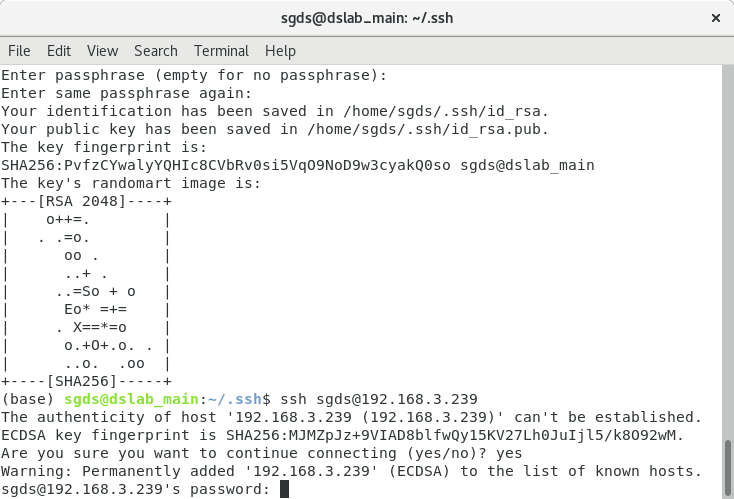 sgds@dslab_main: ~/.ssh
File Edit View Search Terminal Help
Enter passphrase (empty for no passphrase):
Enter same passphrase again:
Your identification has been saved in /home/sgds/.ssh/id_rsa.
Your public key has been saved in /home/sgds/.ssh/id_rsa.pub.
The key fingerprint is:
SHA256:PvfzCYwalyYQHIc8CVbRv0si5VqO9NoD9w3cyakQ0so sgds@dslab_main
The key's randomart image is:
+---[RSA 2048]----+
|    o++=.        |
|   . .=o.        |
|      oo .       |
|      ..+ .      |
|     ..=So + o   |
|      Eo* =+=    |
|     . X==*=o    |
|      o.+O+.o. . |
|      ..o.  .oo  |
+----[SHA256]-----+
(base) sgds@dslab_main:~/.ssh$ ssh sgds@192.168.3.239
The authenticity of host '192.168.3.239 (192.168.3.239)' can't be established.
ECDSA key fingerprint is SHA256:MJMZpJz+9VIAD8blfwQy15KV27Lh0JuIjl5/k8O92wM.
Are you sure you want to continue connecting (yes/no)? yes
Warning: Permanently added '192.168.3.239' (ECDSA) to the list of known hosts.
sgds@192.168.3.239's password: